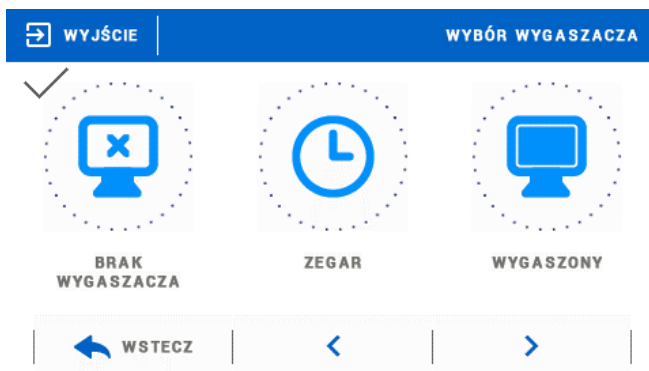 WYJŚCIE
WYBÓR WYGASZACZA
BRAK
WYGASZACZA
ZEGAR
WYGASZONY
WSTECZ